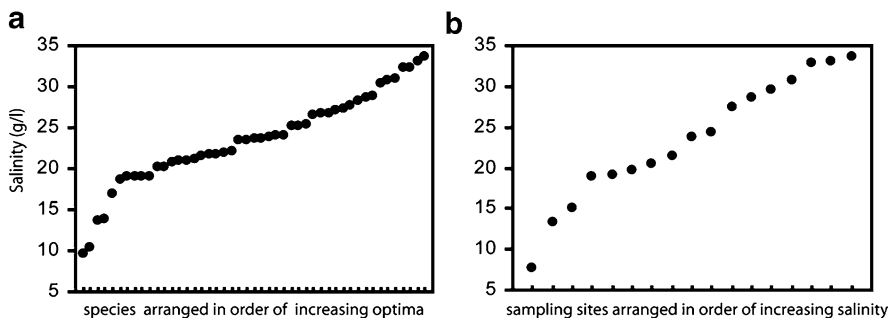 a
b
Salinity (g/l)
35
30
25
20
15
10
5
35
30
25
20
15
10
5
species arranged in order of increasing optima
sampling sites arranged in order of increasing salinity